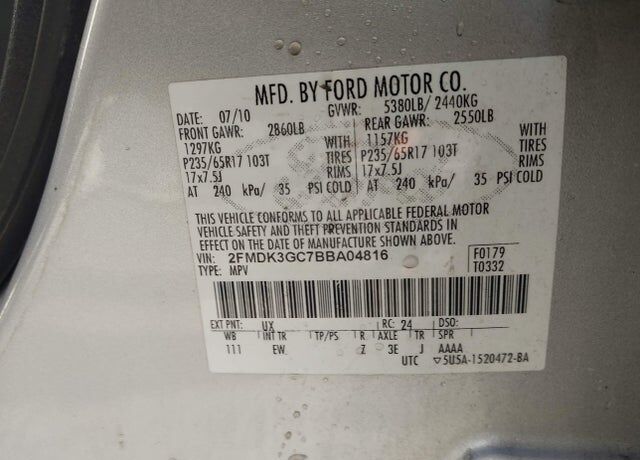 MFD. BY FORD MOTOR CO.
DATE: 07/10 GVWR: 5380LB/ 2440KG
FRONT GAWR: 2860LB REAR GAWR: 2550LB
1297KG WITH 1157KG WITH
P235/65R17 103T TIRES P235/65R17 103T TIRES
17x7.5J RIMS 17x7.5J RIMS
AT 240 kPa/ 35 PSI COLD AT 240 kPa/ 35 PSI COLD
THIS VEHICLE CONFORMS TO ALL APPLICABLE FEDERAL MOTOR
VEHICLE SAFETY AND THEFT PREVENTION STANDARDS IN
EFFECT ON THE DATE OF MANUFACTURE SHOWN ABOVE.
VIN: 2FMDK3GC7BBA04816 F0179
TYPE: MPV T0332
EXT PNT: UX RC: 24 DSO:
WB INT TR TP/PS R AXLE TR SPR
111 EW Z 3E J AAAA
UTC ▽5U5A-1520472-BA